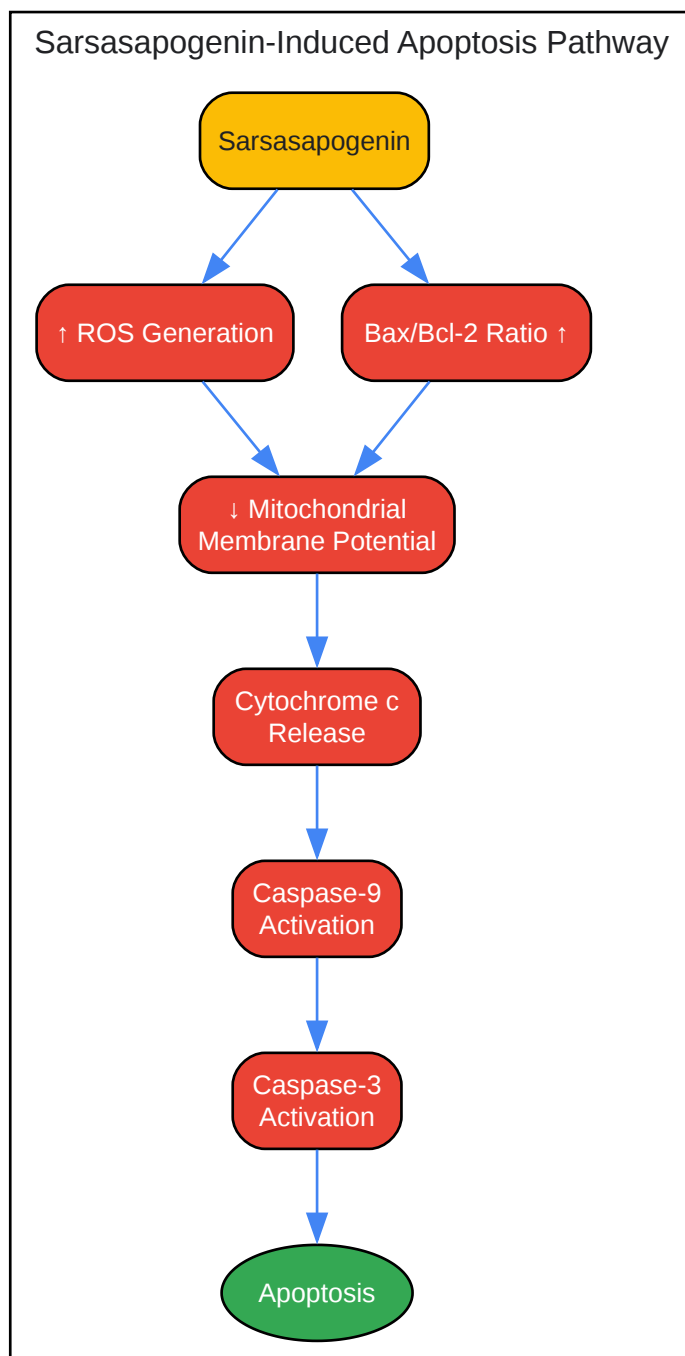 Sarsasapogenin-Induced Apoptosis Pathway
Sarsasapogenin
↑ ROS Generation
Bax/Bcl-2 Ratio ↑
↓ Mitochondrial
Membrane Potential
Cytochrome c
Release
Caspase-9
Activation
Caspase-3
Activation
Apoptosis